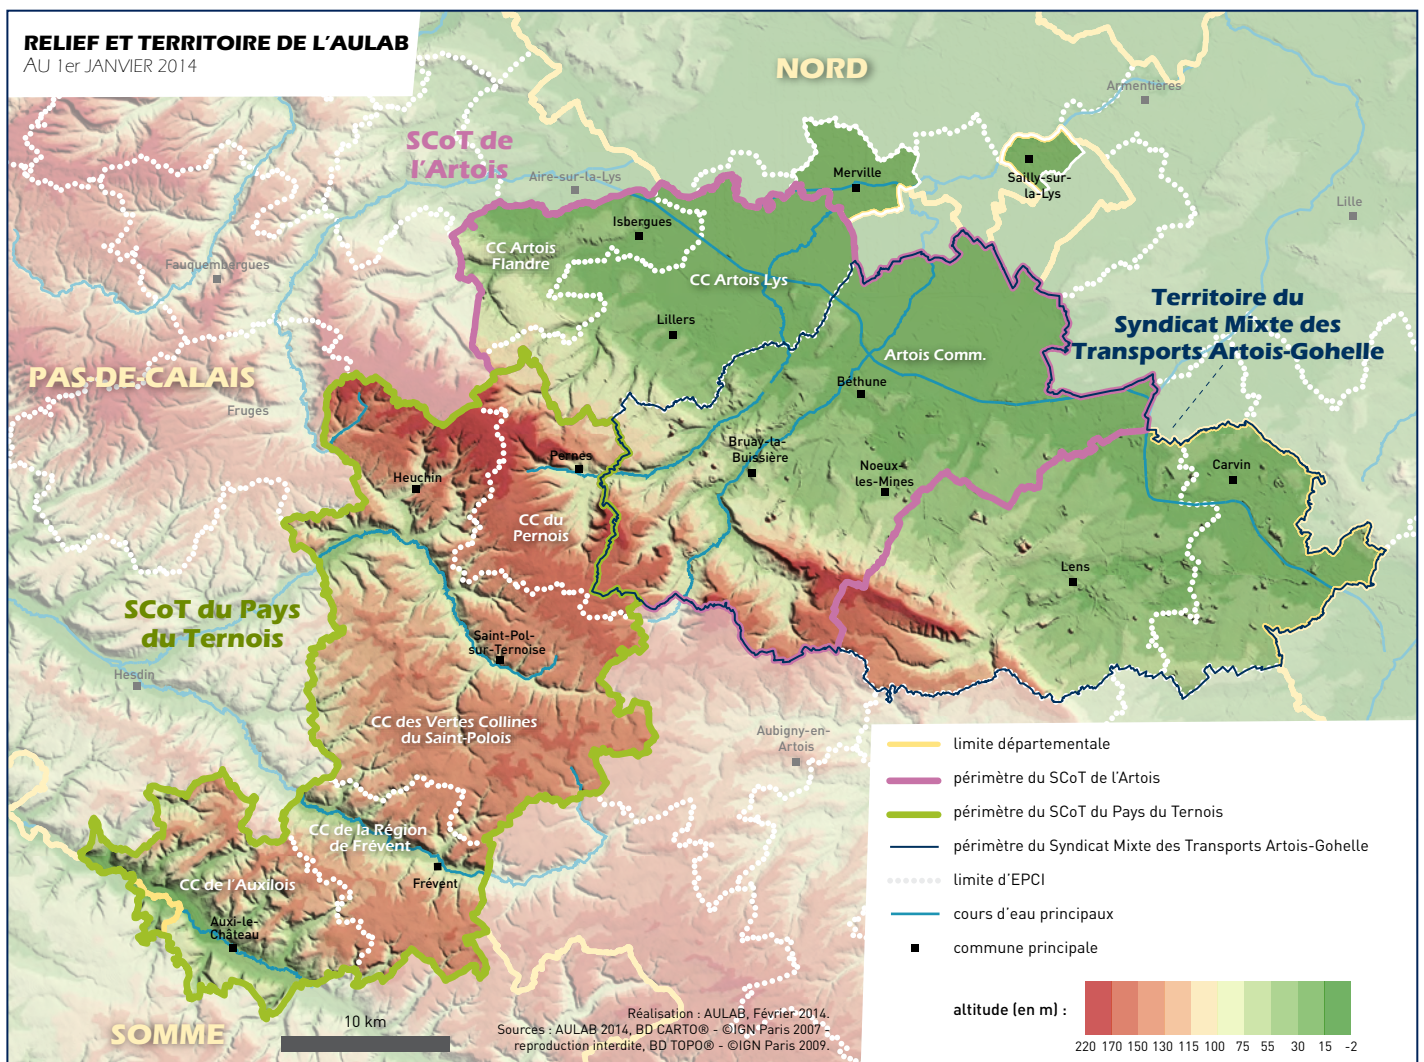 RELIEF ET TERRITOIRE DE L'AULAB
AU 1er JANVIER 2014
NORD
Armentières
SCoT de
l'Artois
Aire-sur-la-Lys
Merville
Sailly-sur-
la-Lys
Lille
Isbergues
CC Artois
Flandre
Fauquembergues
CC Artois Lys
Lillers
Territoire du
Syndicat Mixte des
Transports Artois-Gohelle
Artois Comm.
PAS-DE-CALAIS
Béthune
Fruges
Bruay-la-
Buissière
Pernes
Heuchin
Noeux-
les-Mines
Carvin
CC du
Pernois
Lens
SCoT du Pays
du Ternois
Saint-Pol-
sur-Ternoise
Hesdin
CC des Vertes Collines
du Saint-Polois
Aubigny-en-
Artois
CC de la Région
de Frévent
Frévent
CC de l'Auxilois
Auxi-le-
Château
SOMME
10 km
Réalisation : AULAB, Février 2014.
Sources : AULAB 2014, BD CARTO® - ©IGN Paris 2007 -
reproduction interdite, BD TOPO® - ©IGN Paris 2009.
limite départementale
périmètre du SCoT de l'Artois
périmètre du SCoT du Pays du Ternois
périmètre du Syndicat Mixte des Transports Artois-Gohelle
limite d'EPCI
cours d'eau principaux
commune principale
altitude (en m) :
220 170 150 130 115 100 75 55 30 15 -2